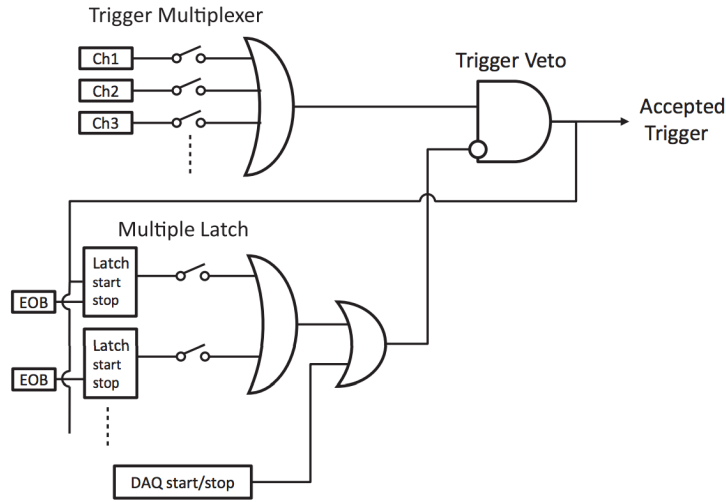 Trigger Multiplexer
Ch1
Ch2
Ch3
Trigger Veto
Accepted
Trigger
Multiple Latch
Latch
start
stop
EOB
Latch
start
stop
EOB
DAQ start/stop